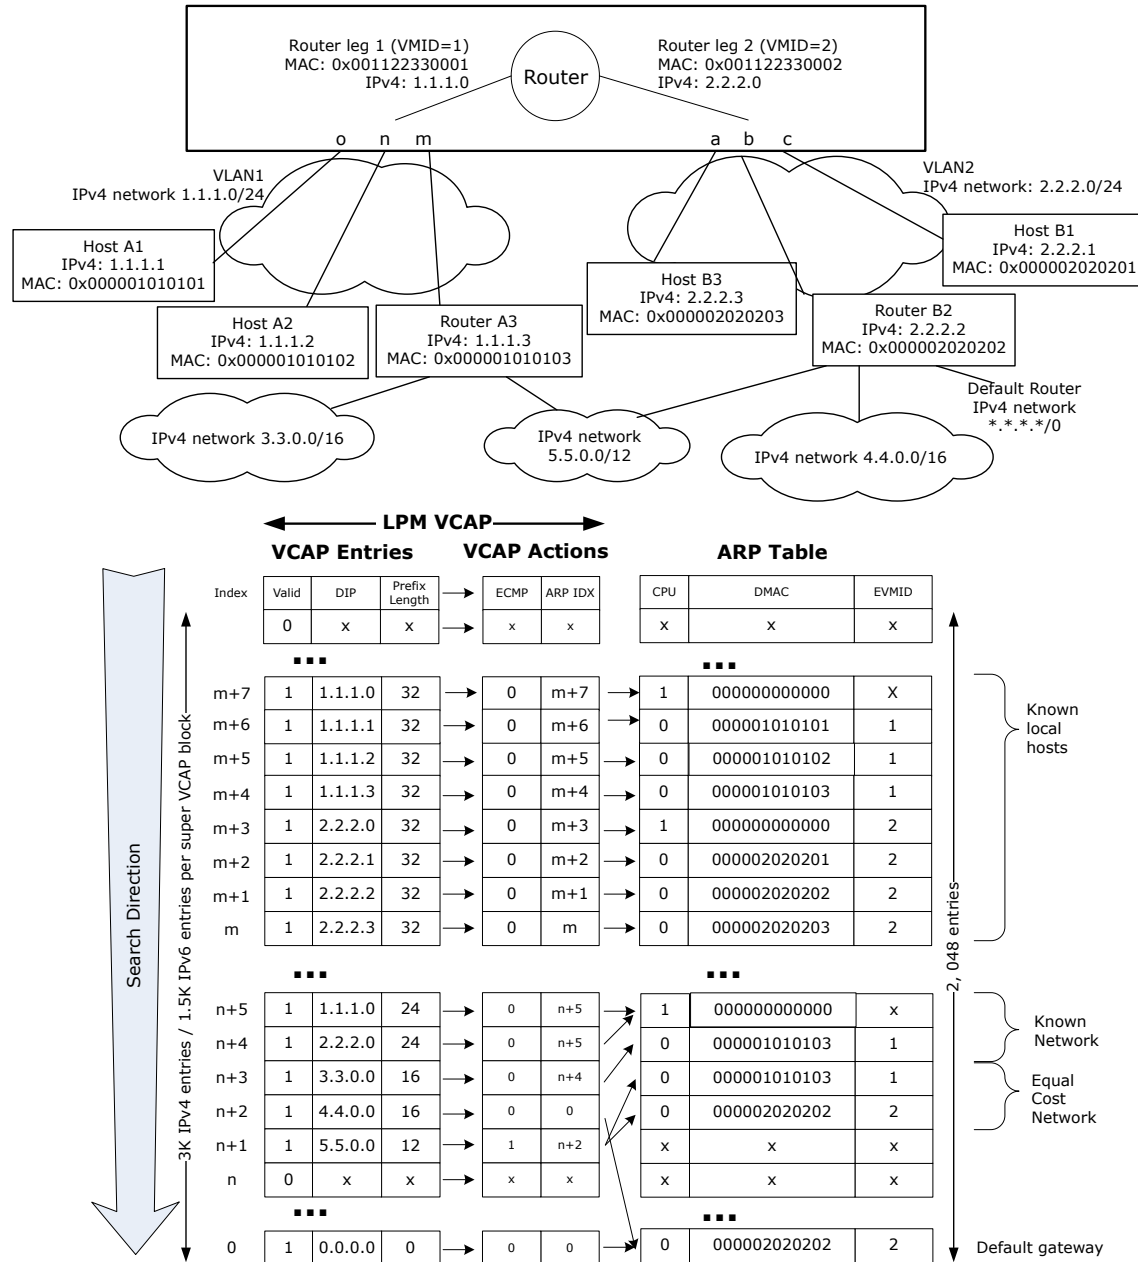 Router leg 1 (VMID=1)
MAC: 0x001122330001
IPv4: 1.1.1.0
Router
Router leg 2 (VMID=2)
MAC: 0x001122330002
IPv4: 2.2.2.0
o n m
a b c
VLAN1
IPv4 network 1.1.1.0/24
VLAN2
IPv4 network: 2.2.2.0/24
Host A1
IPv4: 1.1.1.1
MAC: 0x000001010101
Host A2
IPv4: 1.1.1.2
MAC: 0x000001010102
Router A3
IPv4: 1.1.1.3
MAC: 0x000001010103
Host B3
IPv4: 2.2.2.3
MAC: 0x000002020203
Host B1
IPv4: 2.2.2.1
MAC: 0x000002020201
Router B2
IPv4: 2.2.2.2
MAC: 0x000002020202
Default Router
IPv4 network
*.*.*.*/0
IPv4 network 3.3.0.0/16
IPv4 network
5.5.0.0/12
IPv4 network 4.4.0.0/16
LPM VCAP
VCAP Entries VCAP Actions ARP Table
Index Valid DIP Prefix Length ECMP ARP IDX CPU DMAC EVMID
0 x x x x x x x
...
...
m+7 1 1.1.1.0 32 0 m+7 1 000000000000 X
m+6 1 1.1.1.1 32 0 m+6 0 000001010101 1
m+5 1 1.1.1.2 32 0 m+5 0 000001010102 1
m+4 1 1.1.1.3 32 0 m+4 0 000001010103 1
m+3 1 2.2.2.0 32 0 m+3 1 000000000000 2
m+2 1 2.2.2.1 32 0 m+2 0 000002020201 2
m+1 1 2.2.2.2 32 0 m+1 0 000002020202 2
m 1 2.2.2.3 32 0 m 0 000002020203 2
...
...
n+5 1 1.1.1.0 24 0 n+5 1 000000000000 x
n+4 1 2.2.2.0 24 0 n+5 0 000001010103 1
n+3 1 3.3.0.0 16 0 n+4 0 000001010103 1
n+2 1 4.4.0.0 16 0 0 0 000002020202 2
n+1 1 5.5.0.0 12 1 n+2 x x x
n 0 x x x x x x x
...
...
0 1 0.0.0.0 0 0 0 0 000002020202 2
Known
local
hosts
Known
Network
Equal
Cost
Network
Default gateway
Search Direction
3K IPv4 entries / 1.5K IPv6 entries per super VCAP block
2, 048 entries